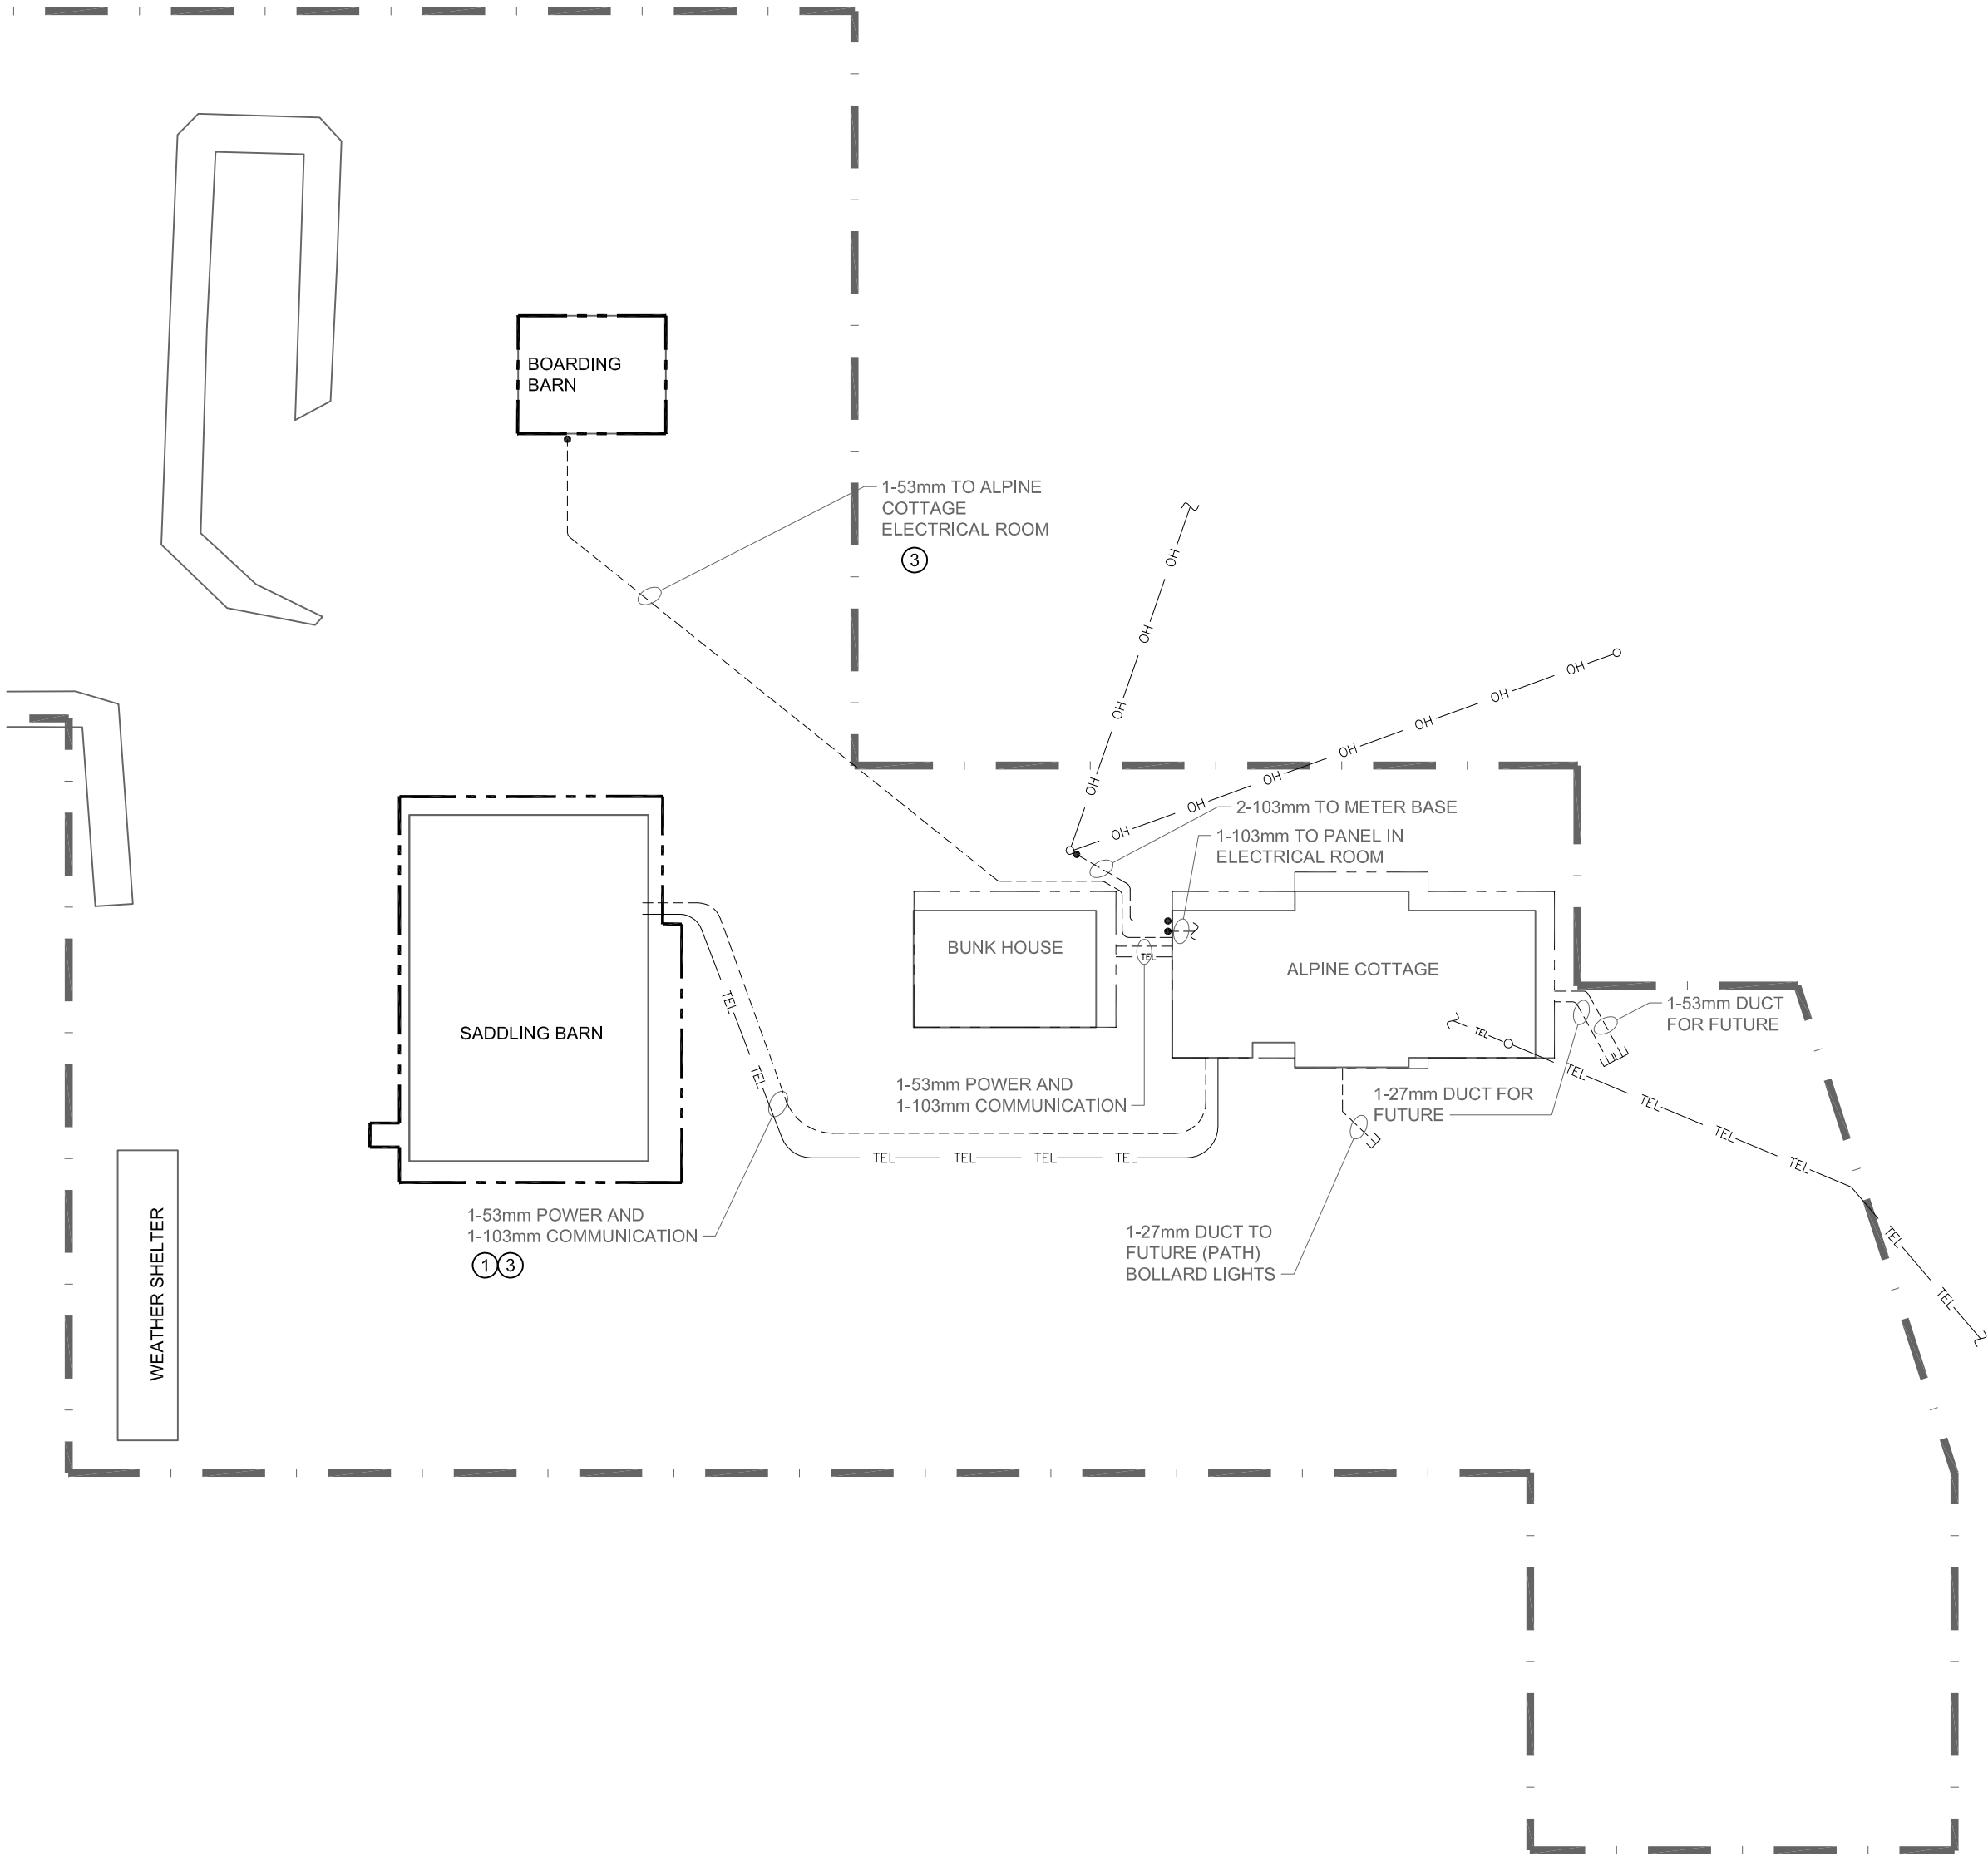 BOARDING
BARN
1-53mm TO ALPINE
COTTAGE
ELECTRICAL ROOM
3
OH
OH
OH
OH
OH
OH
OH
OH
OH
OH
OH
2-103mm TO METER BASE
1-103mm TO PANEL IN
ELECTRICAL ROOM
BUNK HOUSE
TEL
ALPINE COTTAGE
1-53mm DUCT
FOR FUTURE
SADDLING BARN
TEL
TEL
TEL
TEL
TEL
TEL
TEL
TEL
TEL
TEL
TEL
TEL
TEL
1-53mm POWER AND
1-103mm COMMUNICATION
1-27mm DUCT FOR
FUTURE
WEATHER SHELTER
1-53mm POWER AND
1-103mm COMMUNICATION
1 3
1-27mm DUCT TO
FUTURE (PATH)
BOLLARD LIGHTS